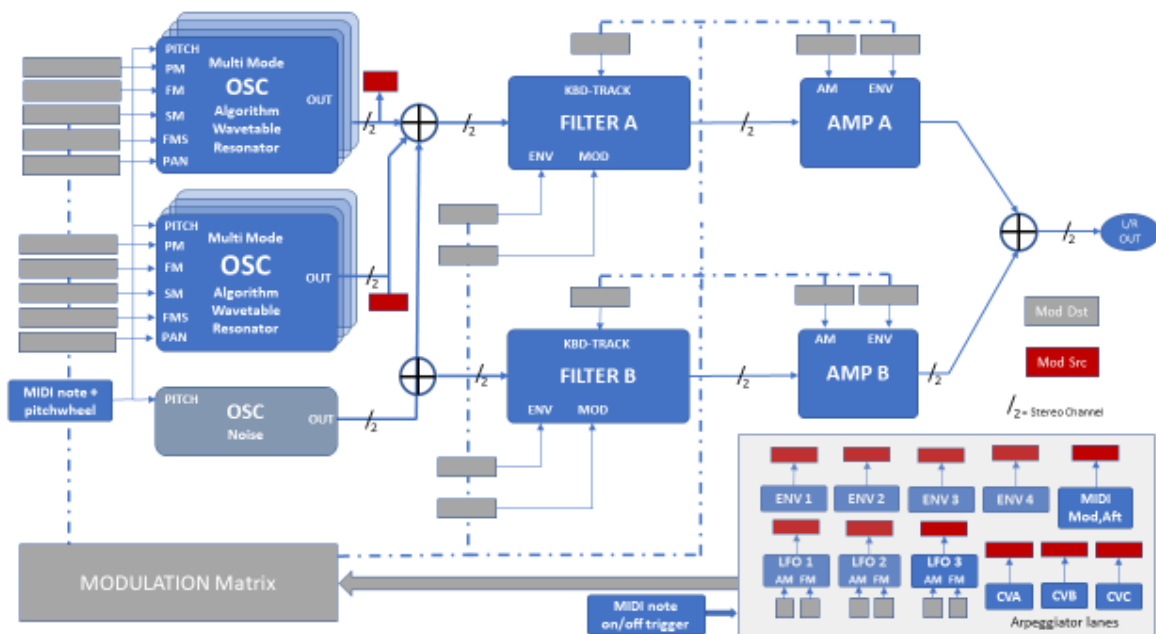 PITCH
PM
FM
SM
FMS
PAN
Multi Mode
OSC
Algorithm
Wavetable
Resonator
OUT
/2
/2
KBD-TRACK
FILTER A
ENV
MOD
/2
AM
ENV
AMP A
PITCH
PM
FM
SM
FMS
PAN
Multi Mode
OSC
Algorithm
Wavetable
Resonator
OUT
/2
/2
L/R
OUT
MIDI note +
pitchwheel
PITCH
OSC
Noise
OUT
/2
/2
KBD-TRACK
FILTER B
ENV
MOD
/2
AM
ENV
AMP B
/2
Mod Dst
Mod Src
/2 = Stereo Channel
MODULATION Matrix
MIDI note
on/off trigger
ENV 1
ENV 2
ENV 3
ENV 4
MIDI
Mod,Aft
LFO 1
AM FM
LFO 2
AM FM
LFO 3
AM FM
CVA
CVB
CVC
Arpeggiator lanes